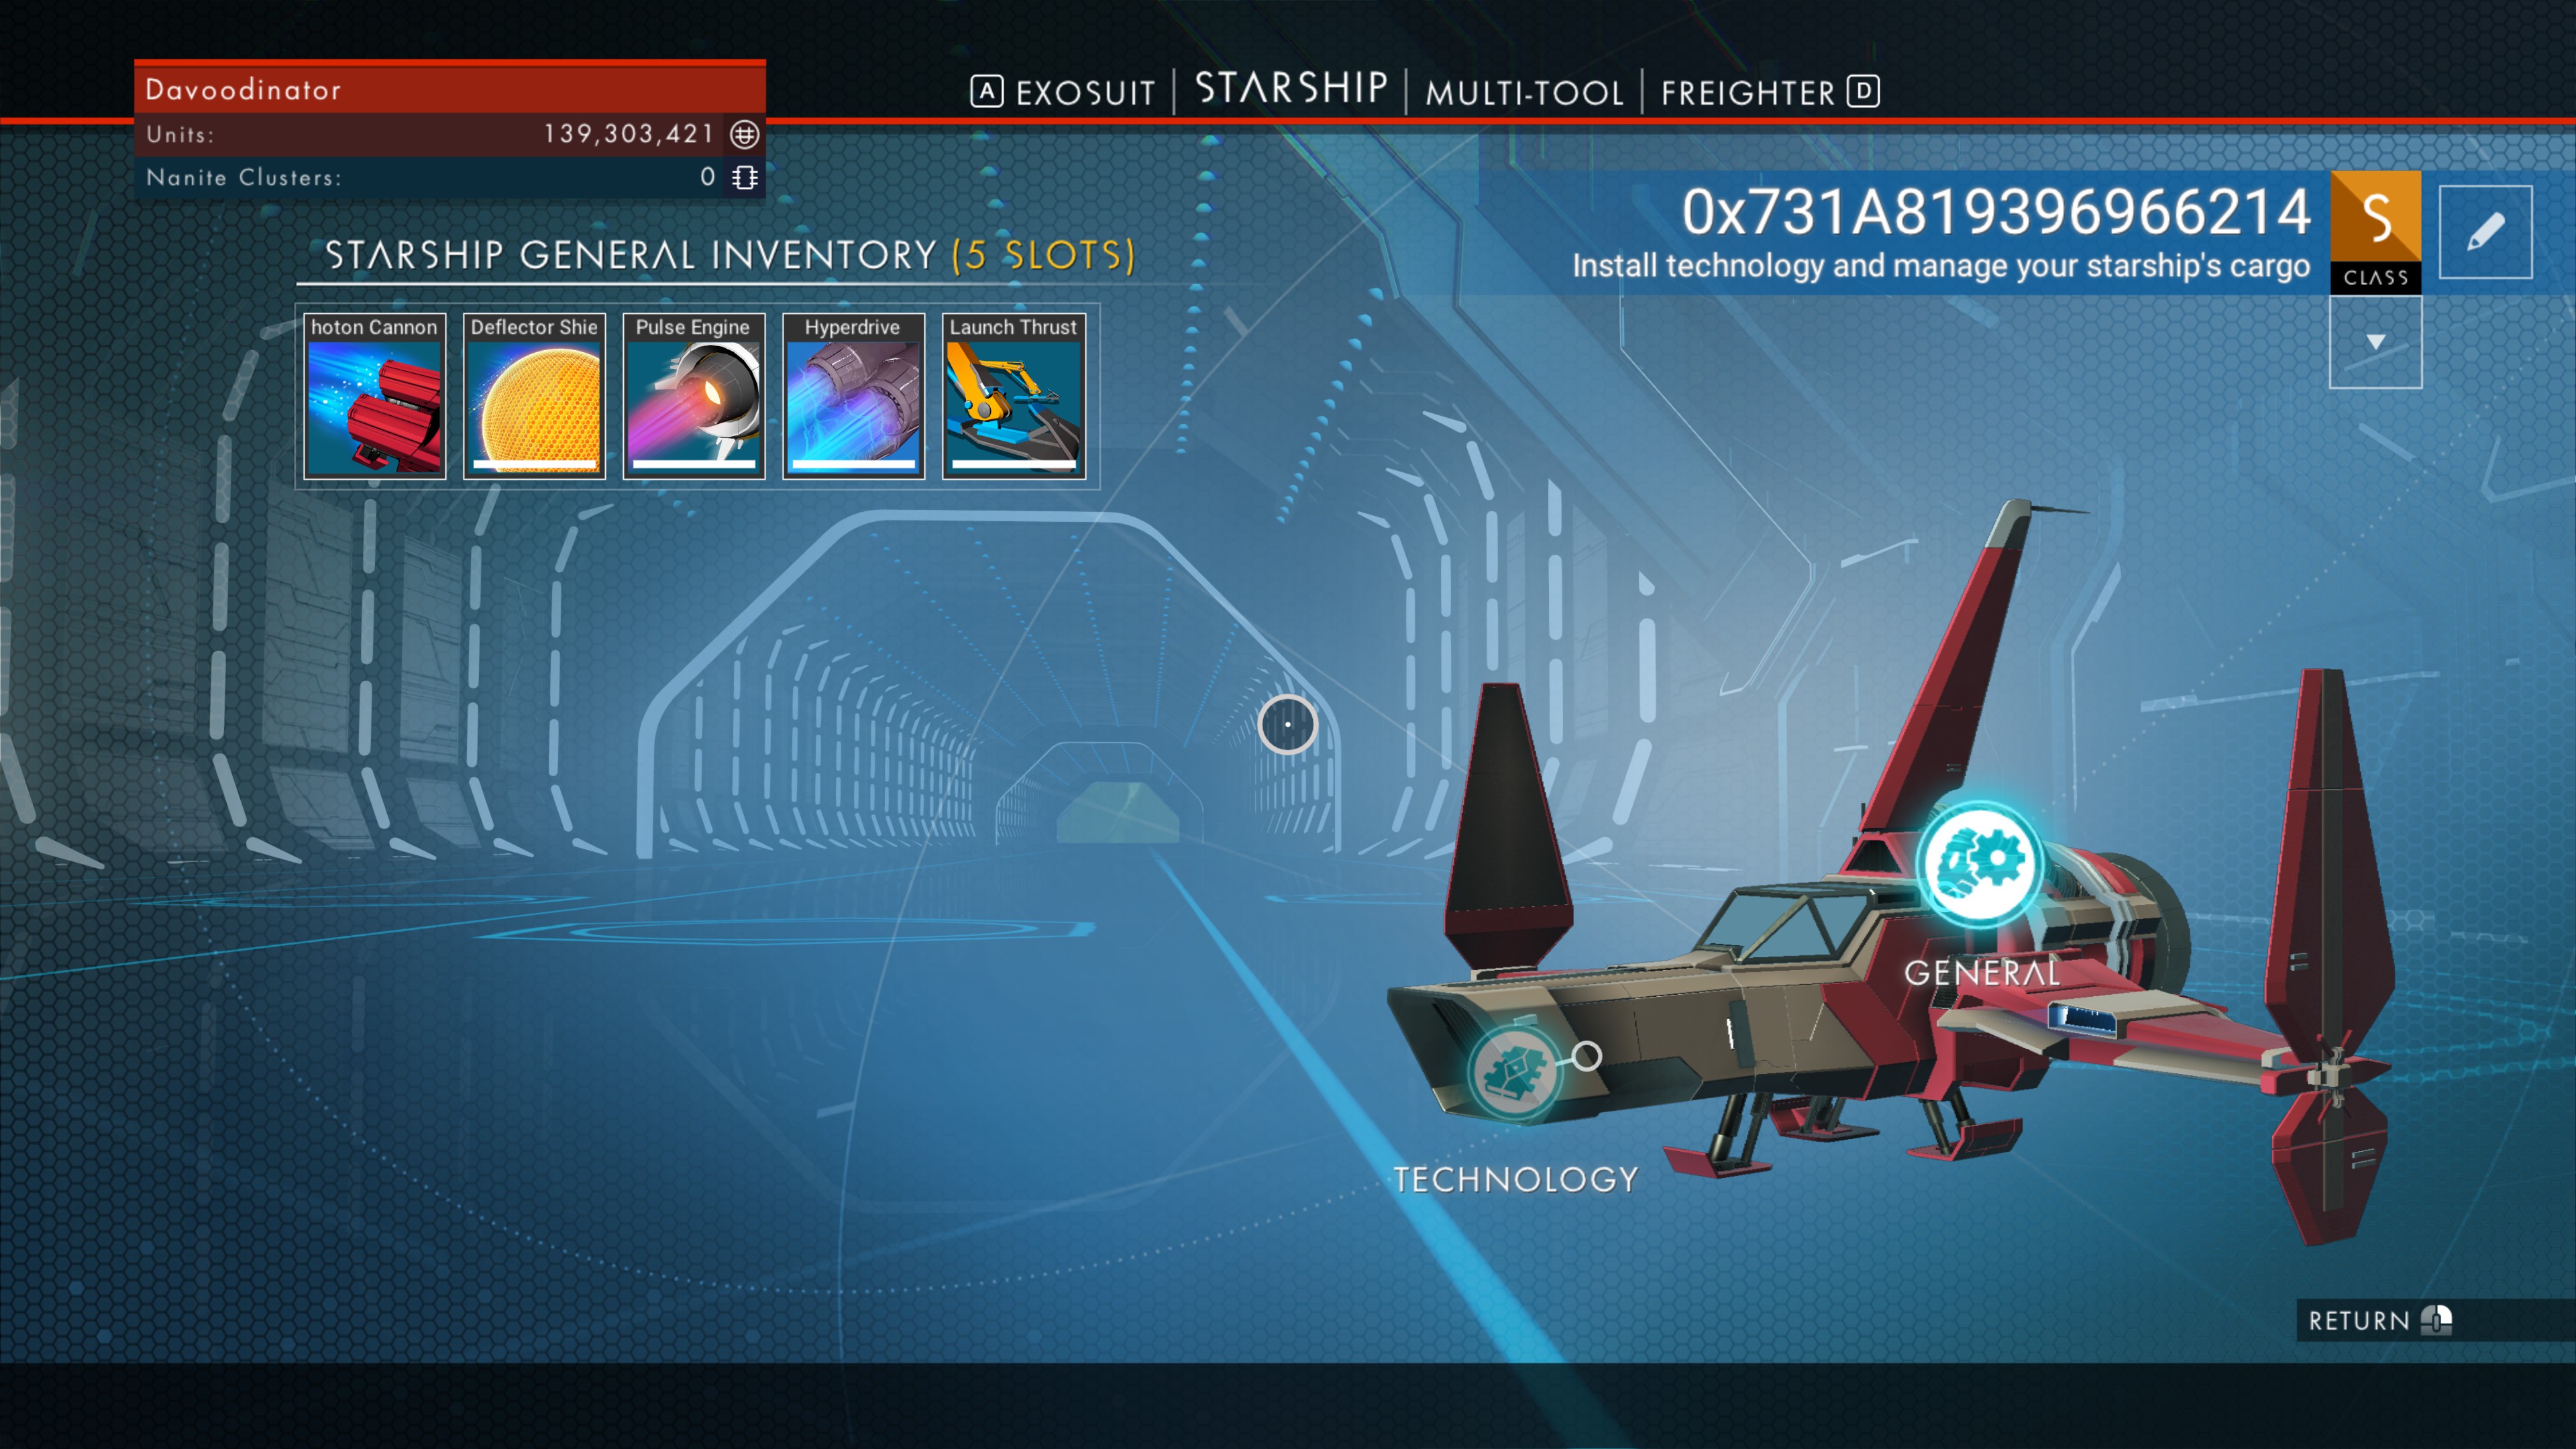 Davoodinator
Units: 139,303,421
Nanite Clusters: 0
A EXOSUIT STARSHIP MULTI-TOOL FREIGHTER D
0x731A819396966214
Install technology and manage your starship's cargo
S
CLASS
STARSHIP GENERAL INVENTORY (5 SLOTS)
hoton Cannon Deflector Shie Pulse Engine Hyperdrive Launch Thrust
GENERAL
TECHNOLOGY
RETURN